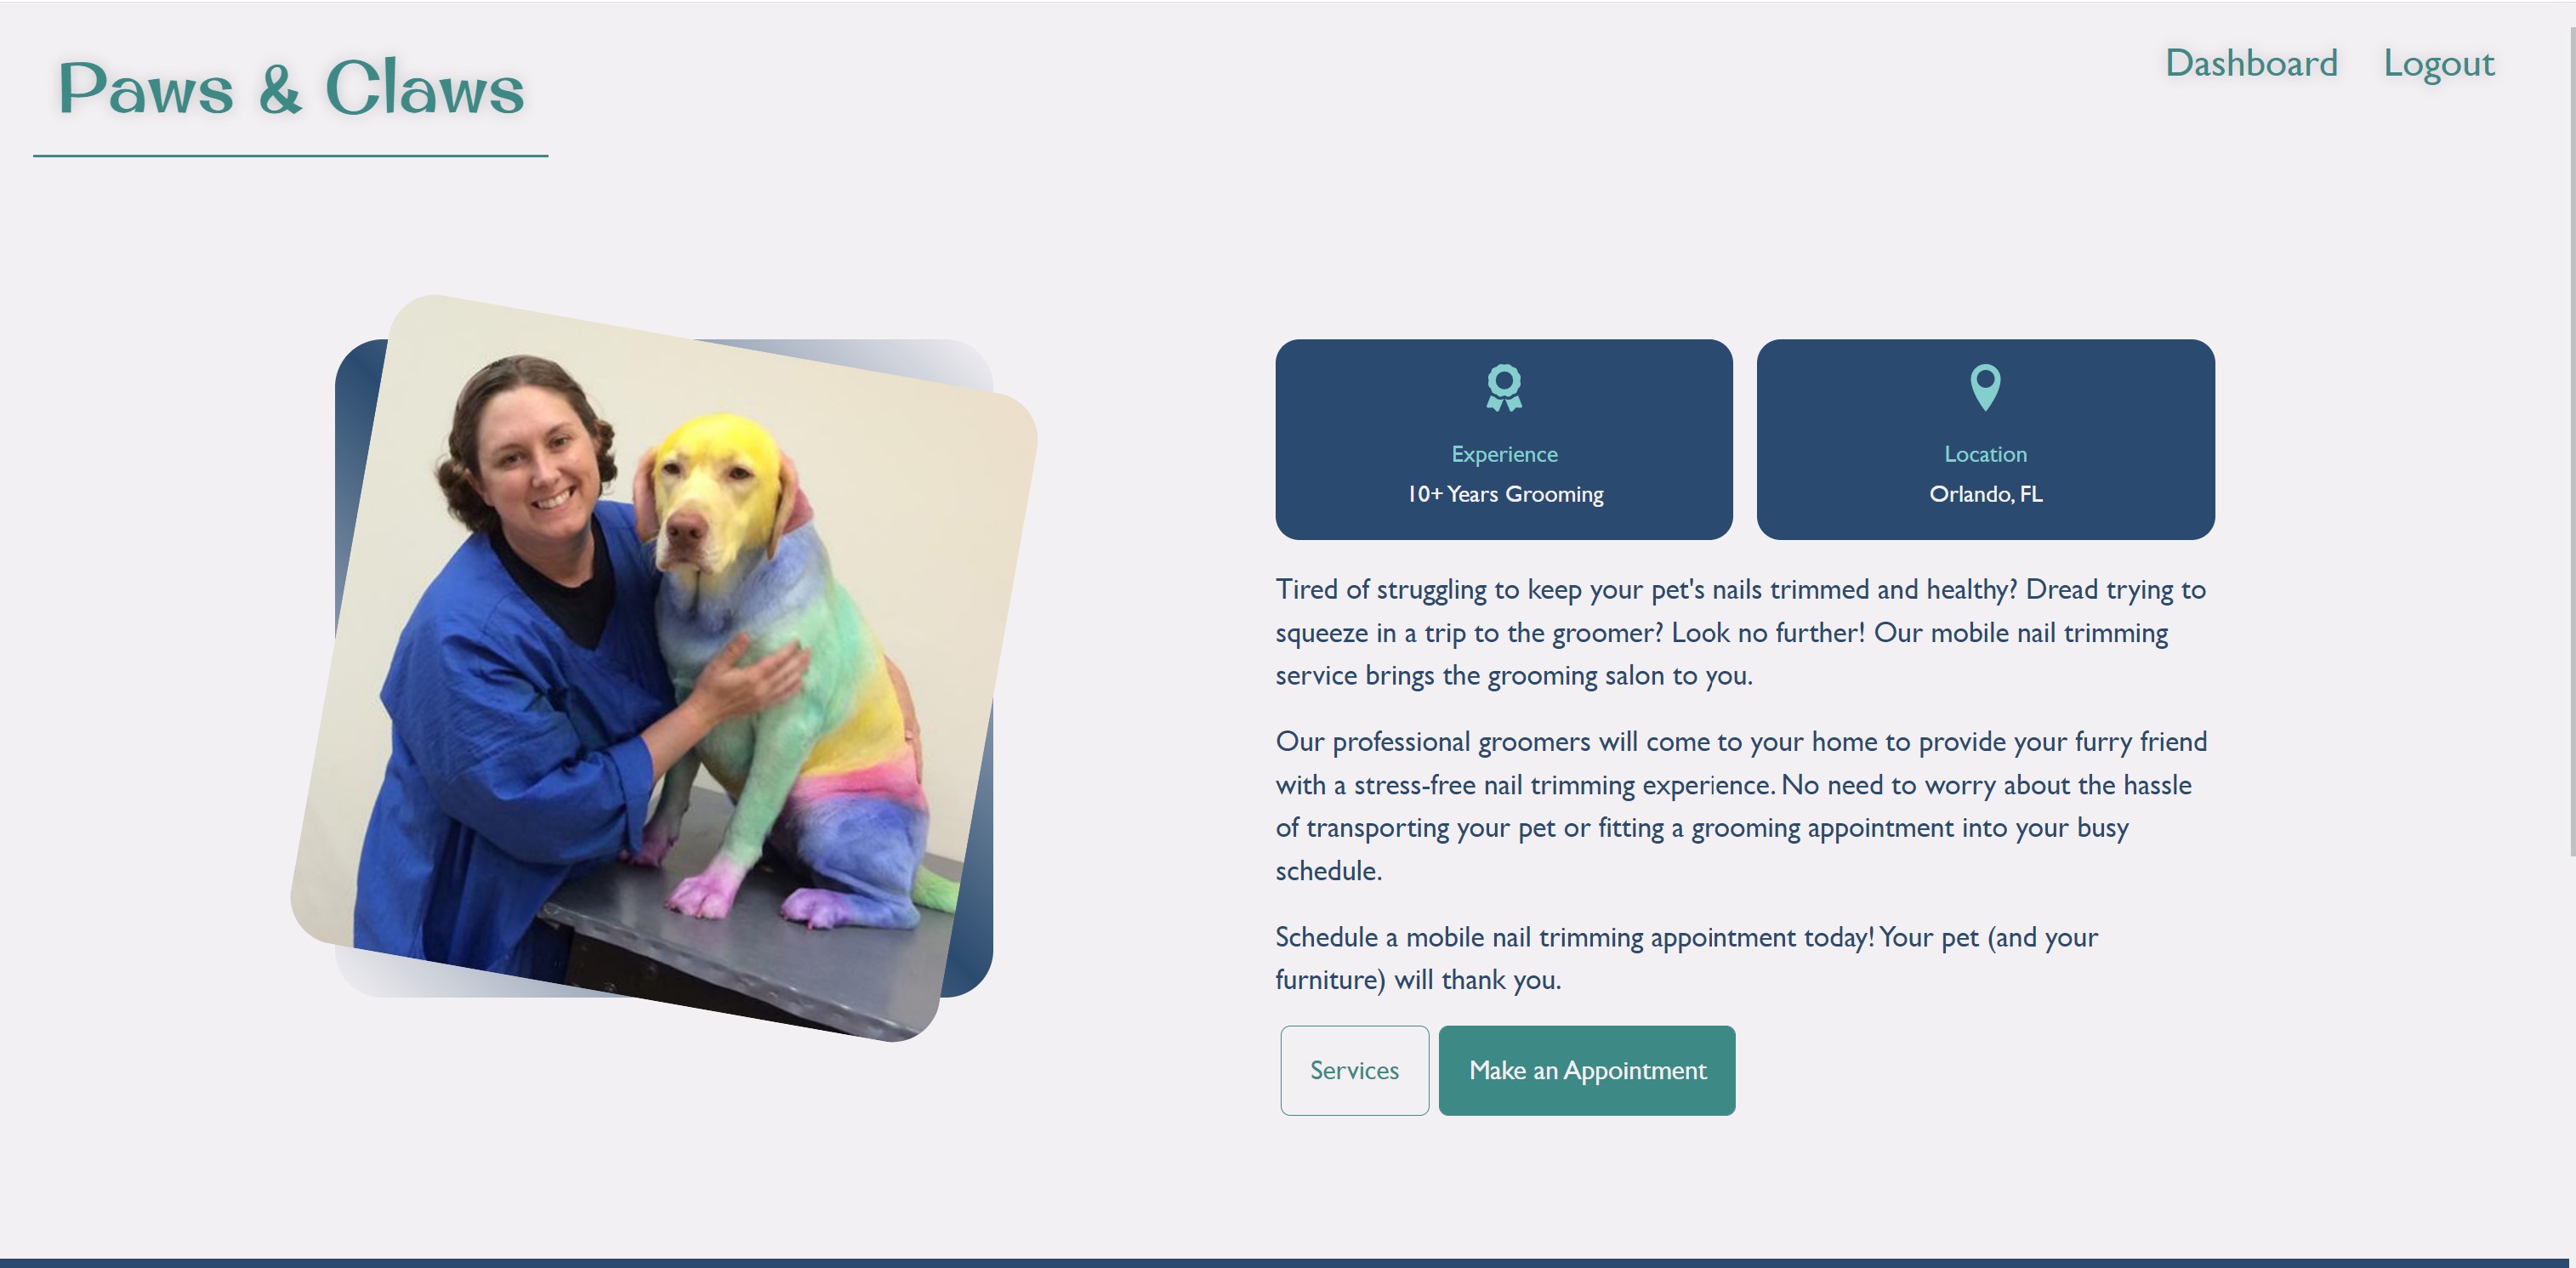 Paws & Claws
Dashboard Logout
Experience
10+ Years Grooming
Location
Orlando, FL
Tired of struggling to keep your pet's nails trimmed and healthy? Dread trying to
squeeze in a trip to the groomer? Look no further! Our mobile nail trimming
service brings the grooming salon to you.
Our professional groomers will come to your home to provide your furry friend
with a stress-free nail trimming experience. No need to worry about the hassle
of transporting your pet or fitting a grooming appointment into your busy
schedule.
Schedule a mobile nail trimming appointment today! Your pet (and your
furniture) will thank you.
Services
Make an Appointment